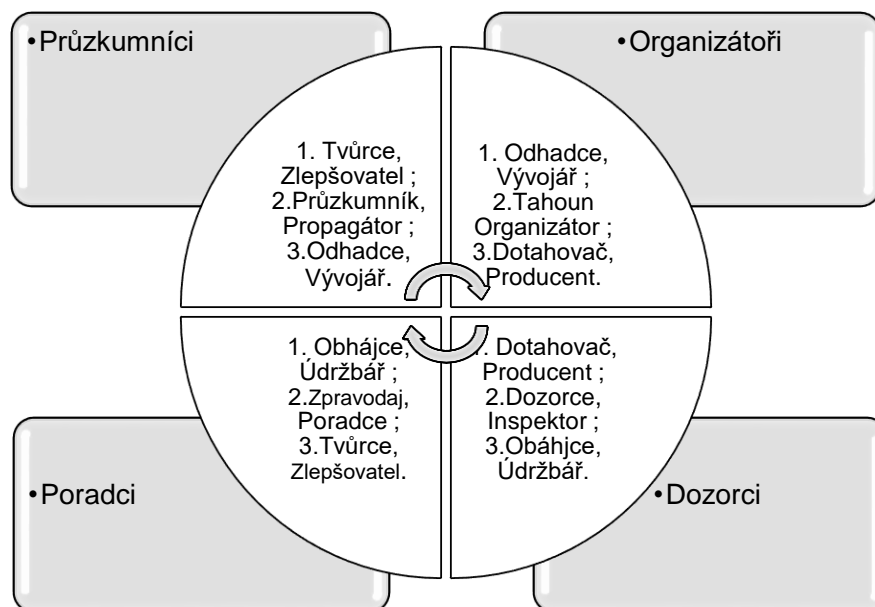 •Průzkumníci
•Organizátoři
1. Tvůrce,
Zlepšovatel ;
2.Průzkumník,
Propagátor ;
3.Odhadce,
Vývojář.
1. Odhadce,
Vývojář ;
2.Tahoun
Organizátor ;
3.Dotahovač,
Producent.
1. Obhájce,
Údržbář ;
2.Zpravodaj,
Poradce ;
3.Tvůrce,
Zlepšovatel.
1. Dotahovač,
Producent ;
2.Dozorce,
Inspektor ;
3.Obáhjce,
Údržbář.
•Poradci
•Dozorci